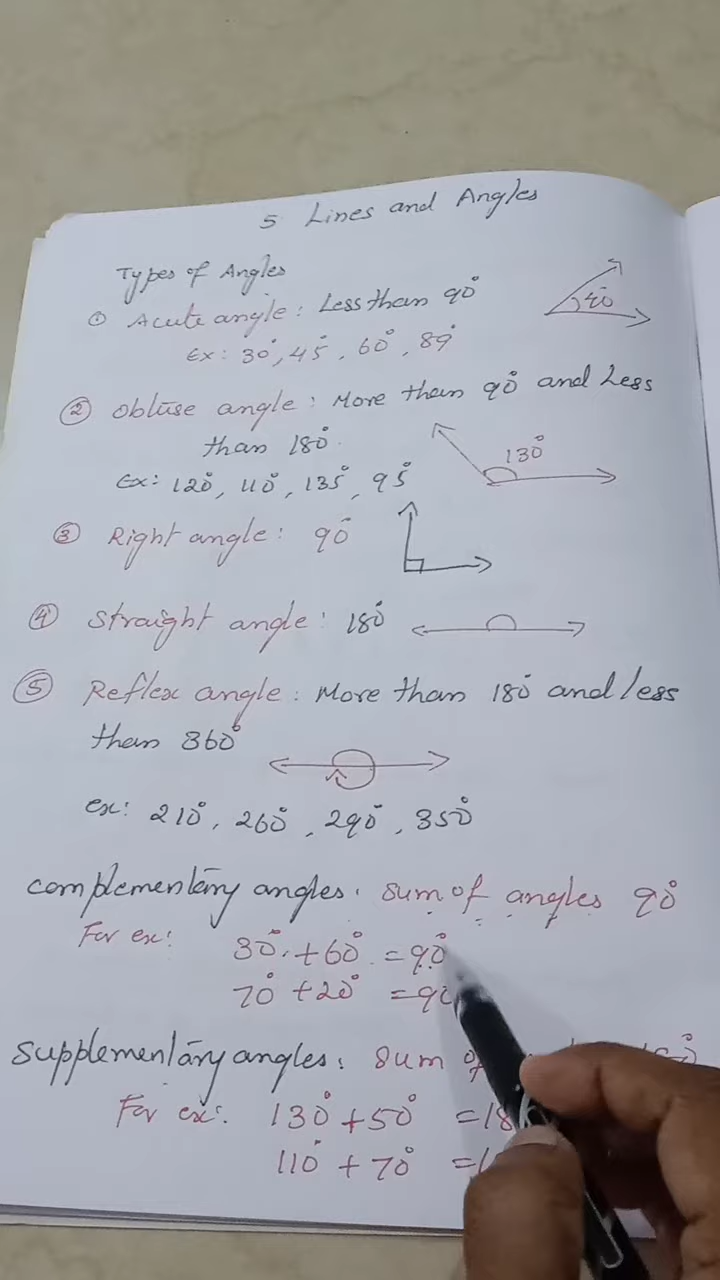 5 Lines and Angles
Types of Angles
① Acute angle: Less than 90°
40°
Ex: 30°, 45°, 60°, 89°
② Obtuse angle: More than 90° and Less
than 180°.
130°
Ex: 120°, 110°, 135°, 95°
③ Right angle: 90°
④ Straight angle: 180°
⑤ Reflex angle: More than 180° and less
than 360°
ex: 210°, 260°, 290°, 350°
Complementary angles: Sum of angles 90°
For ex: 30° + 60° = 90°
70° + 20° = 90
Supplementary angles: Sum of
For ex: 130° + 50° = 18
110° + 70° =